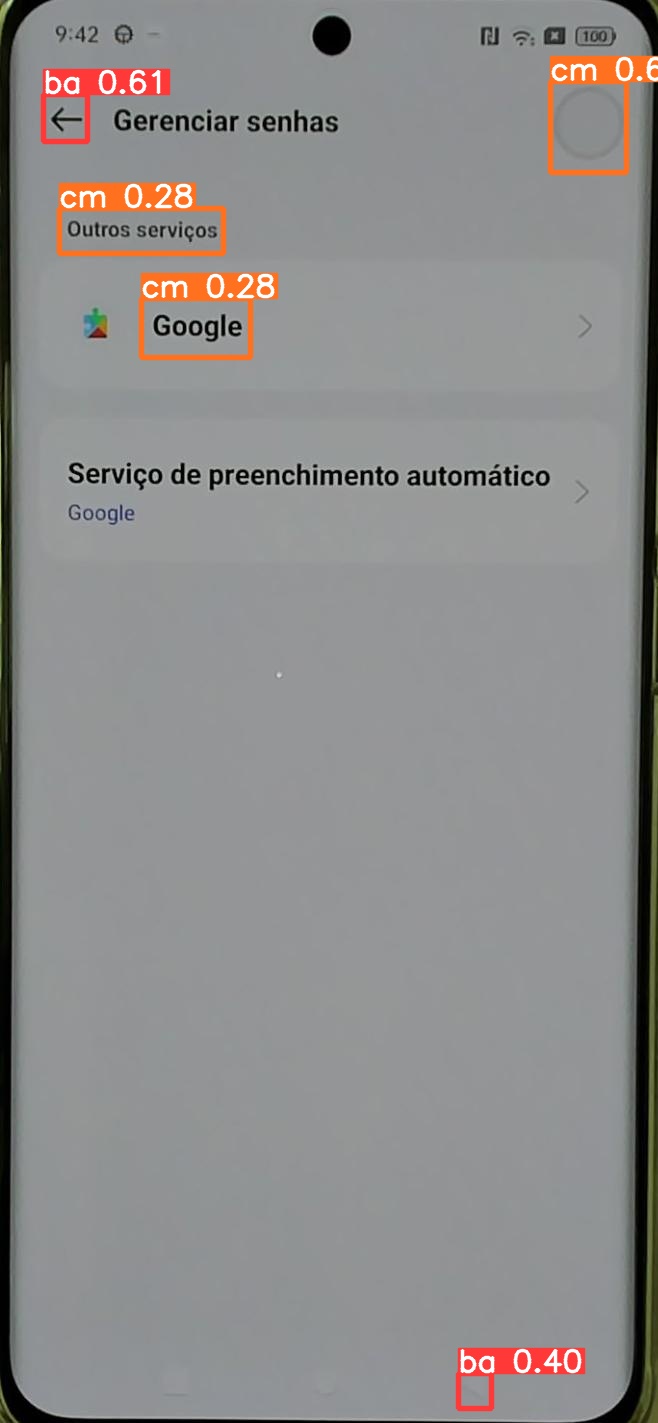 9:42
100
ba 0.61
cm 0.6
Gerenciar senhas
cm 0.28
Outros serviços
cm 0.28
Google
Serviço de preenchimento automático
Google
ba 0.40